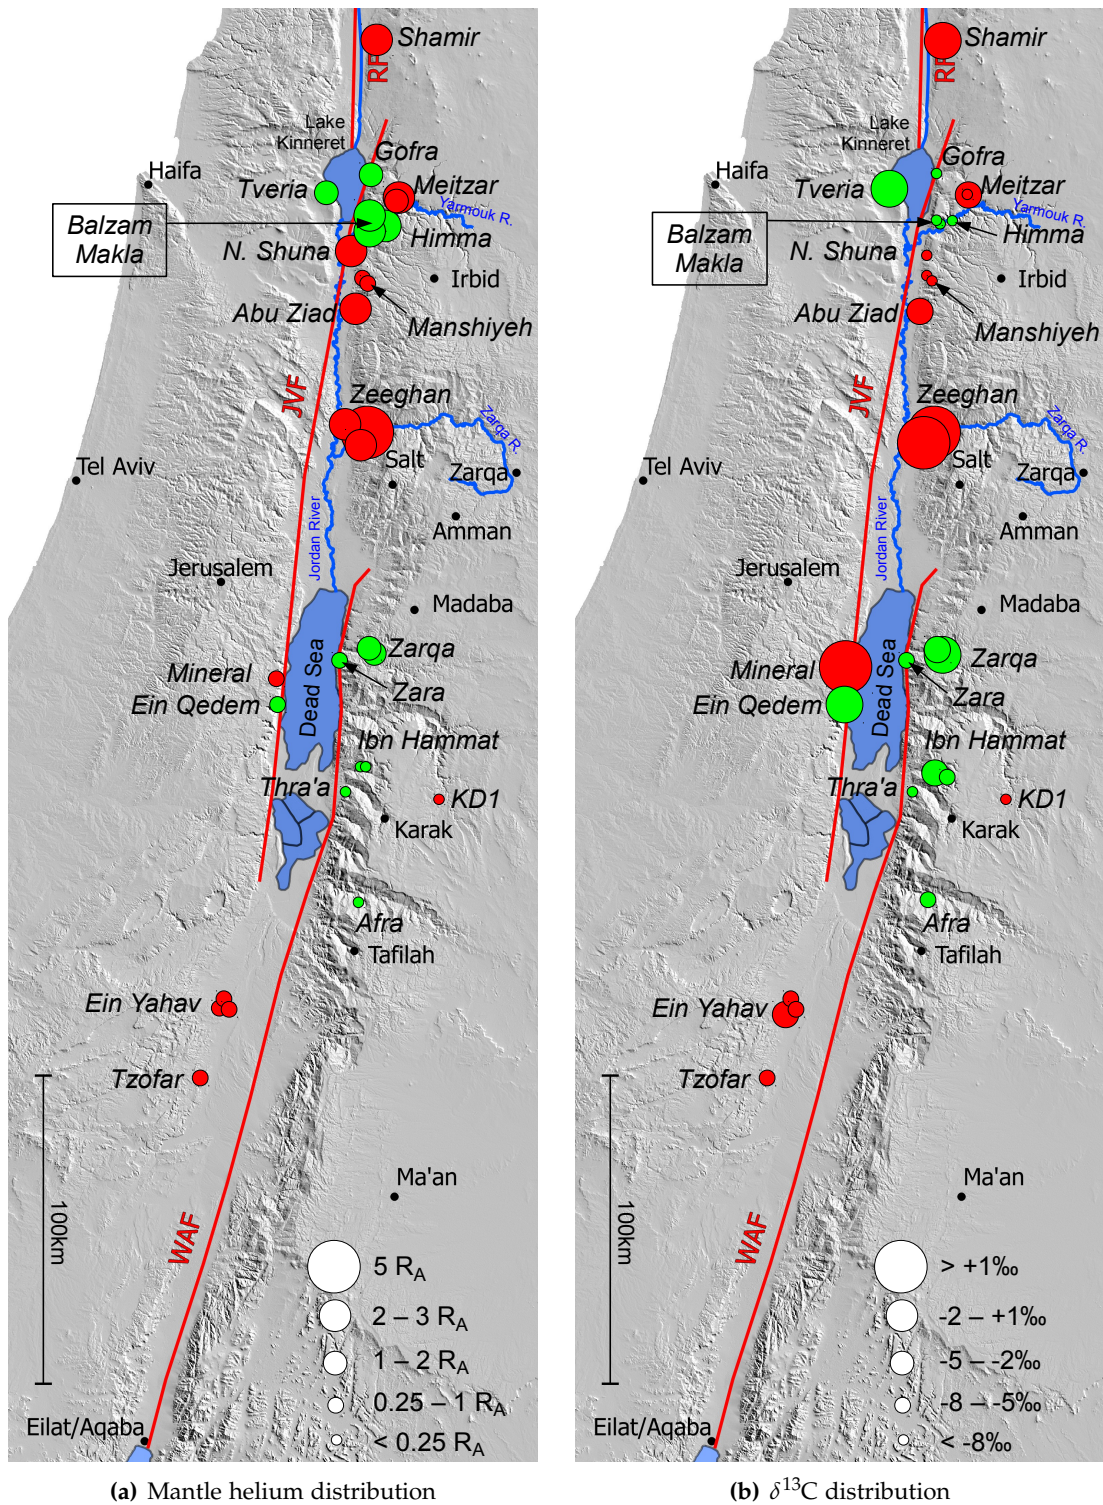 Shamir
RF
Lake
Kinneret
Gofra
Haifa
Tveria
Meitzar
Yarmouk R.
Balzam
Makla
Himma
N. Shuna
Irbid
Abu Ziad
Manshiyeh
JVF
Zeeghan
Zarqa R.
Tel Aviv
Salt
Zarqa
Jordan River
Amman
Jerusalem
Madaba
Dead Sea
Zarqa
Mineral
Zara
Ein Qedem
Ibn Hammat
Thra'a
KD1
Karak
Afra
Tafilah
Ein Yahav
Tzofar
100km
Ma'an
WAF
5 RA
2 – 3 RA
1 – 2 RA
0.25 – 1 RA
< 0.25 RA
Eilat/Aqaba
(a) Mantle helium distribution
Shamir
RF
Lake
Kinneret
Gofra
Haifa
Tveria
Meitzar
Yarmouk R.
Balzam
Makla
Himma
N. Shuna
Irbid
Abu Ziad
Manshiyeh
JVF
Zeeghan
Zarqa R.
Tel Aviv
Salt
Zarqa
Jordan River
Amman
Jerusalem
Madaba
Dead Sea
Zarqa
Mineral
Zara
Ein Qedem
Ibn Hammat
Thra'a
KD1
Karak
Afra
Tafilah
Ein Yahav
Tzofar
100km
Ma'an
WAF
> +1‰
-2 – +1‰
-5 – -2‰
-8 – -5‰
< -8‰
Eilat/Aqaba
(b) δ13C distribution